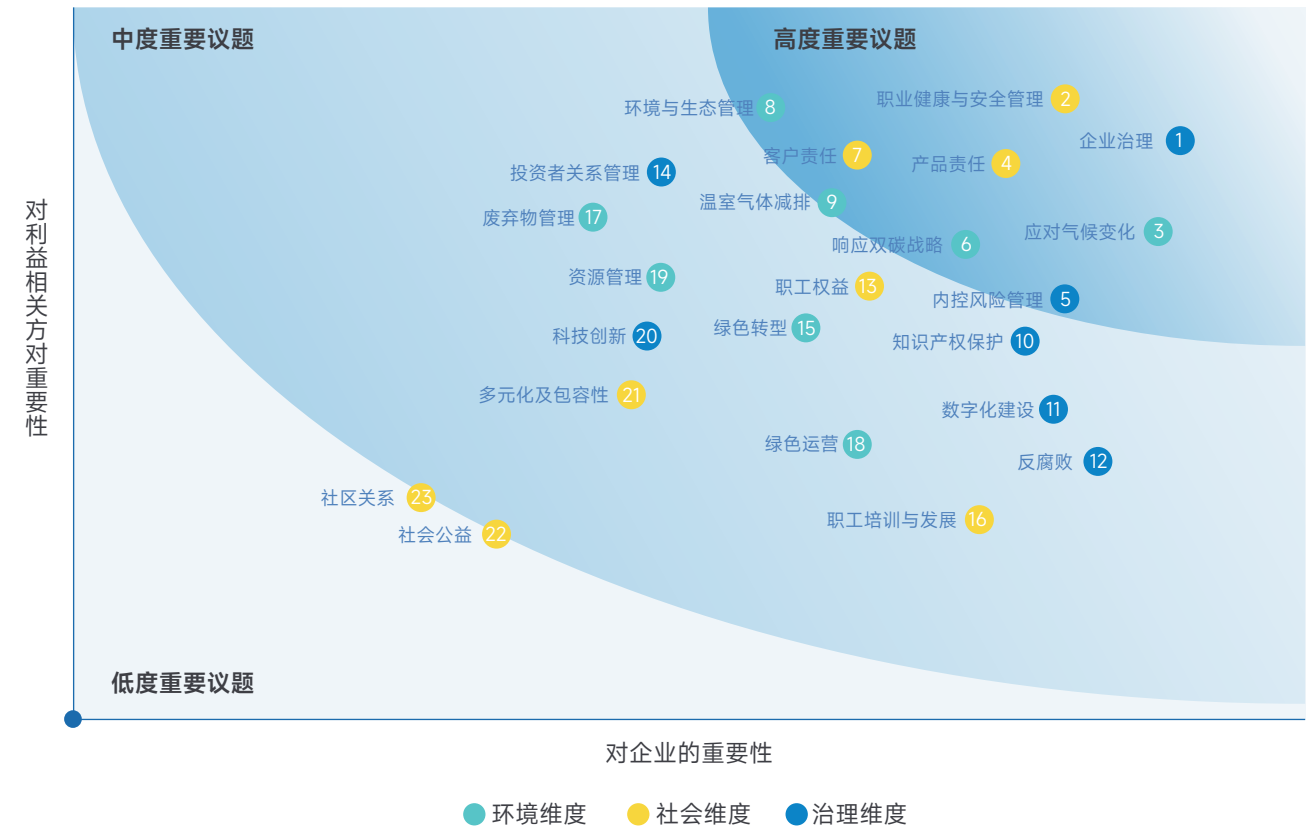 中度重要议题
高度重要议题
职业健康与安全管理 2
环境与生态管理 8
企业治理 1
客户责任 7
产品责任 4
投资者关系管理 14
温室气体减排 9
废弃物管理 17
应对气候变化 3
响应双碳战略 6
资源管理 19
职工权益 13
内控风险管理 5
绿色转型 15
科技创新 20
知识产权保护 10
多元化及包容性 21
数字化建设 11
绿色运营 18
反腐败 12
社区关系 23
职工培训与发展 16
社会公益 22
低度重要议题
对利益相关方对重要性
对企业的重要性
环境维度
社会维度
治理维度